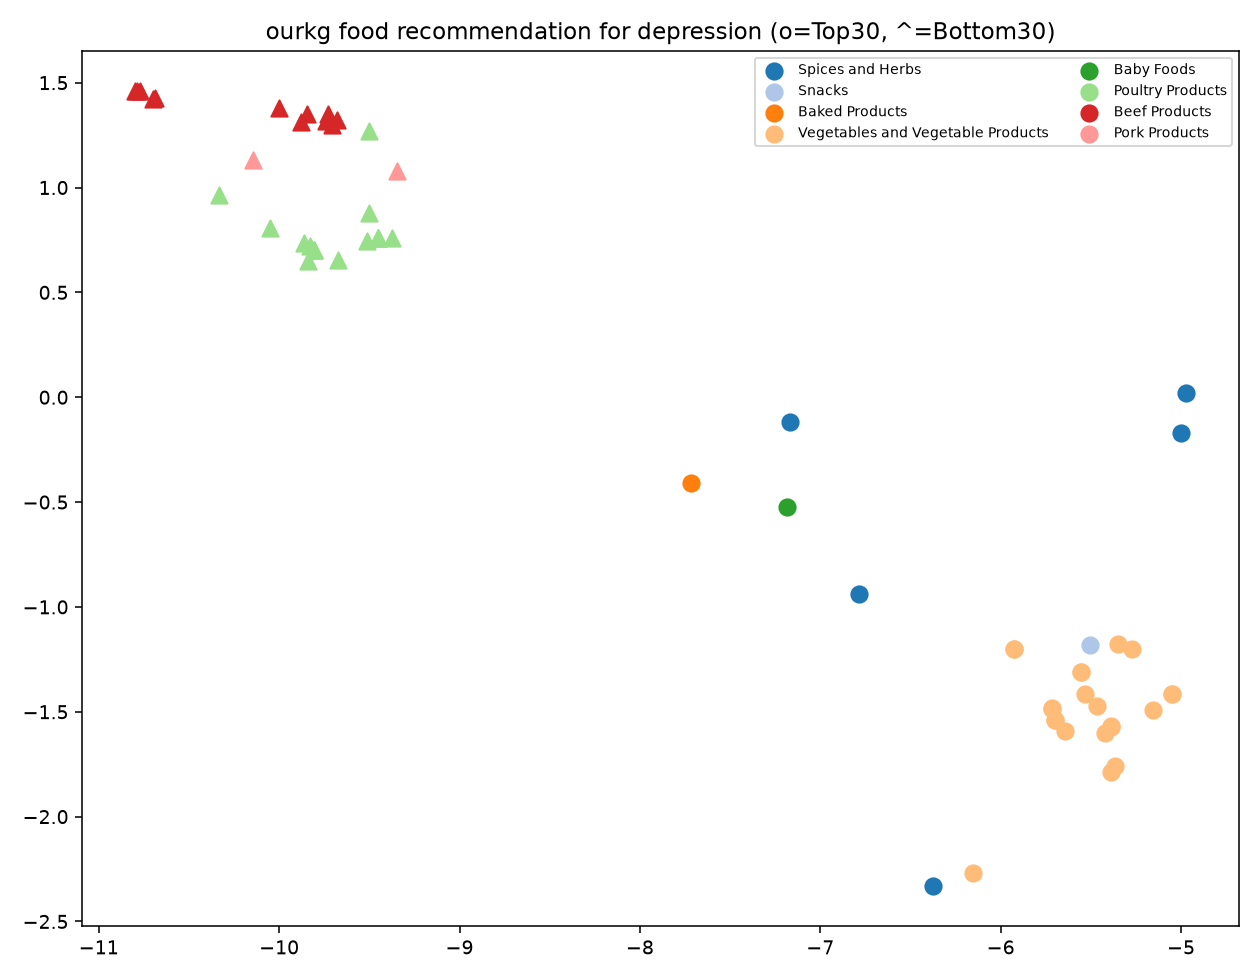 ourkg food recommendation for depression (o=Top30, ^=Bottom30)
Spices and Herbs
Snacks
Baked Products
Vegetables and Vegetable Products
Baby Foods
Poultry Products
Beef Products
Pork Products
1.5
1.0
0.5
0.0
−0.5
−1.0
−1.5
−2.0
−2.5
−11 −10 −9 −8 −7 −6 −5